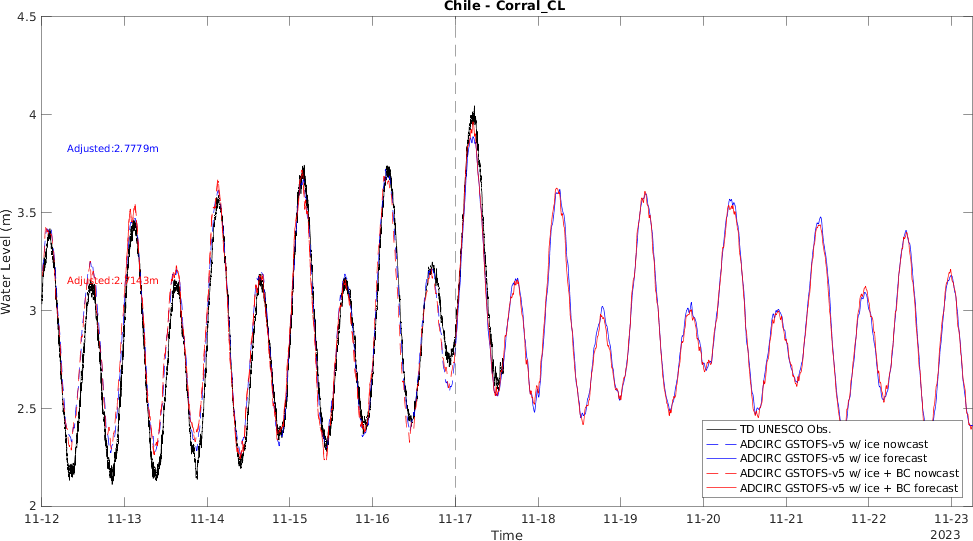 Chile - Corral_CL
4.5
4
3.5
3
2.5
2
Water Level (m)
Adjusted:2.7779m
Adjusted:2.7143m
TD UNESCO Obs.
ADCIRC GSTOFS-v5 w/ ice nowcast
ADCIRC GSTOFS-v5 w/ ice forecast
ADCIRC GSTOFS-v5 w/ ice + BC nowcast
ADCIRC GSTOFS-v5 w/ ice + BC forecast
11-12 11-13 11-14 11-15 11-16 11-17 11-18 11-19 11-20 11-21 11-22 11-23
2023
Time